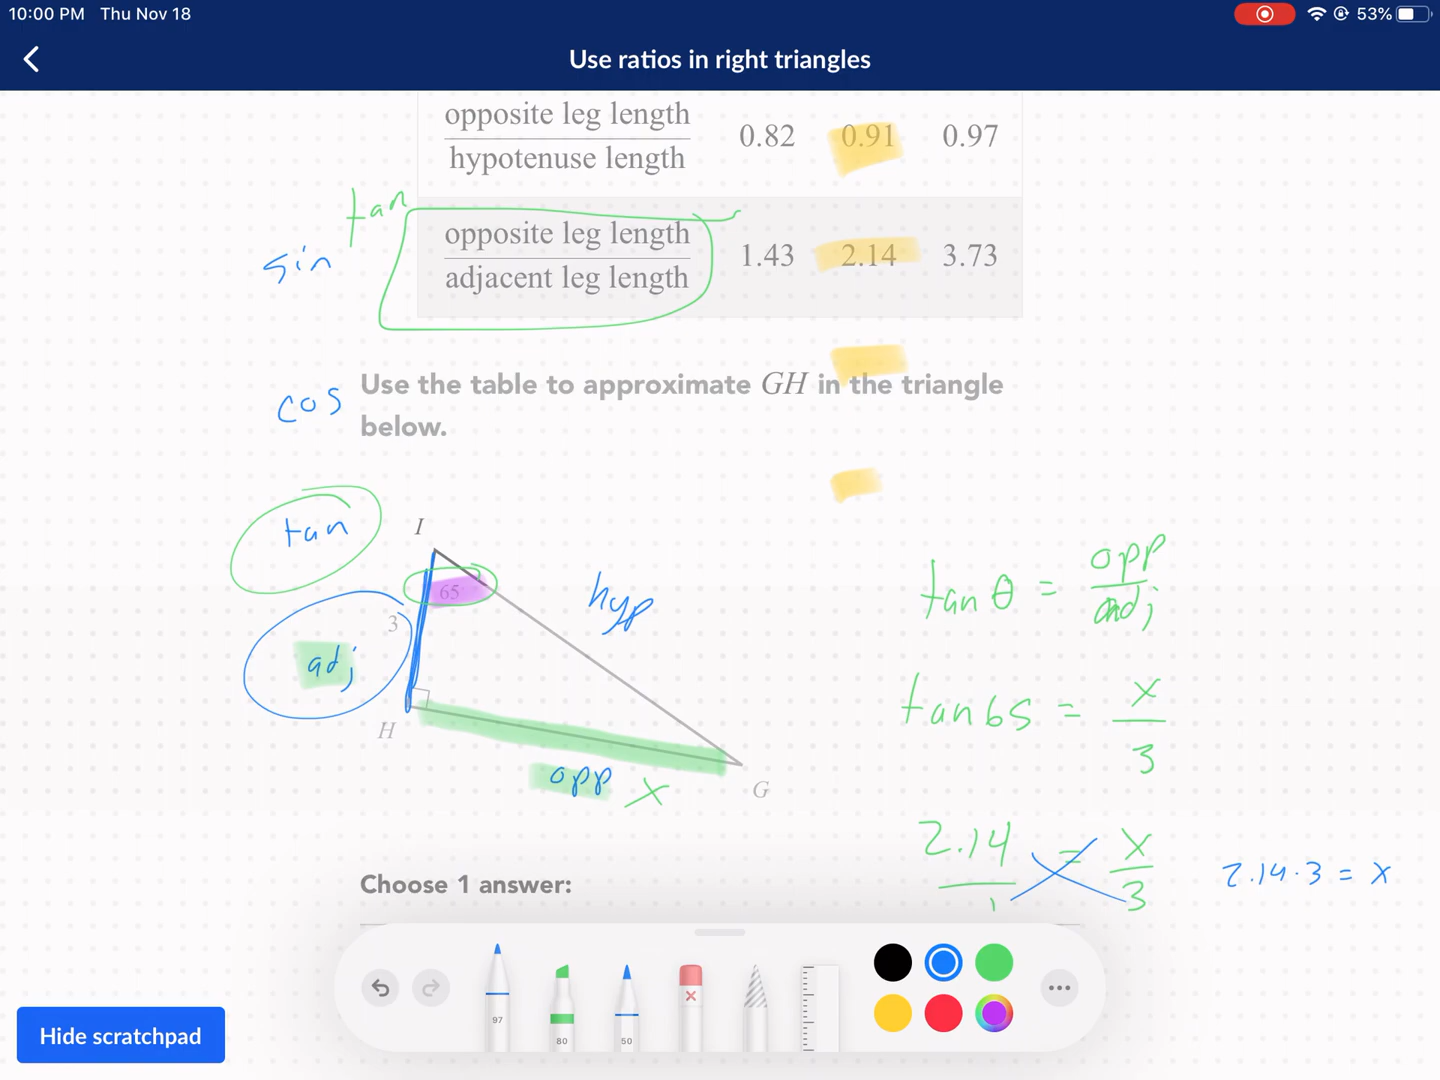 10:00 PM Thu Nov 18
53%
Use ratios in right triangles
opposite leg length
hypotenuse length
0.82 0.91 0.97
tan
sin
opposite leg length
adjacent leg length
1.43 2.14 3.73
cos
Use the table to approximate GH in the triangle
below.
tan
I
65
hyp
3
adj
H
opp x
G
tan θ = opp
adj
tan 65 = x
3
2.14 = x
1 3
2.14 · 3 = x
Choose 1 answer:
97
80
50
Hide scratchpad